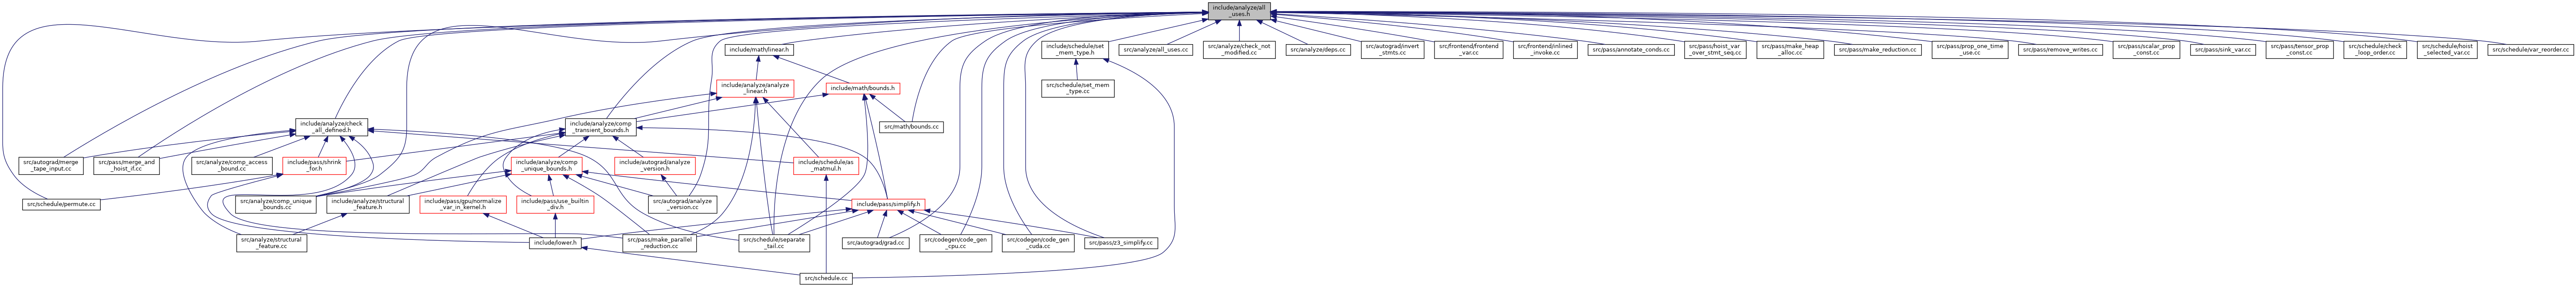 include/analyze/all
_uses.h
include/math/linear.h
include/schedule/set
_mem_type.h
src/analyze/all_uses.cc
src/analyze/check_not
_modified.cc
src/analyze/deps.cc
src/autograd/invert
_stmts.cc
src/frontend/frontend
_var.cc
src/frontend/inlined
_invoke.cc
src/pass/annotate_conds.cc
src/pass/hoist_var
_over_stmt_seq.cc
src/pass/make_heap
_alloc.cc
src/pass/make_reduction.cc
src/pass/prop_one_time
_use.cc
src/pass/remove_writes.cc
src/pass/scalar_prop
_const.cc
src/pass/sink_var.cc
src/pass/tensor_prop
_const.cc
src/schedule/check
_loop_order.cc
src/schedule/hoist
_selected_var.cc
src/schedule/var_reorder.cc
include/analyze/analyze
_linear.h
include/math/bounds.h
src/schedule/set_mem
_type.cc
include/analyze/check
_all_defined.h
include/analyze/comp
_transient_bounds.h
src/math/bounds.cc
src/autograd/merge
_tape_input.cc
src/pass/merge_and
_hoist_if.cc
src/analyze/comp_access
_bound.cc
include/pass/shrink
_for.h
include/analyze/comp
_unique_bounds.h
include/autograd/analyze
_version.h
include/schedule/as
_matmul.h
src/schedule/permute.cc
src/analyze/comp_unique
_bounds.cc
include/analyze/structural
_feature.h
include/pass/gpu/normalize
_var_in_kernel.h
include/pass/use_builtin
_div.h
src/autograd/analyze
_version.cc
include/pass/simplify.h
src/analyze/structural
_feature.cc
include/lower.h
src/pass/make_parallel
_reduction.cc
src/schedule/separate
_tail.cc
src/autograd/grad.cc
src/codegen/code_gen
_cpu.cc
src/codegen/code_gen
_cuda.cc
src/pass/z3_simplify.cc
src/schedule.cc